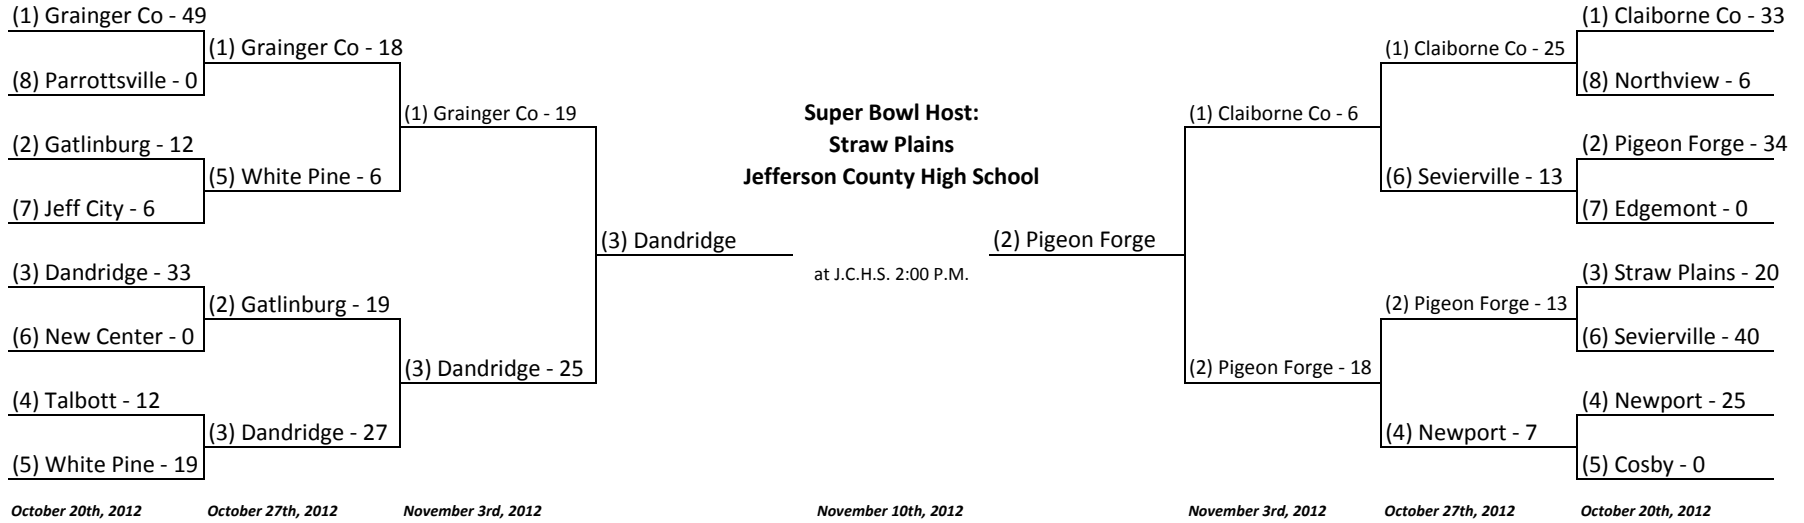 (1) Grainger Co - 49
(8) Parrottsville - 0
(2) Gatlinburg - 12
(7) Jeff City - 6
(3) Dandridge - 33
(6) New Center - 0
(4) Talbott - 12
(5) White Pine - 19
October 20th, 2012
(1) Grainger Co - 18
(5) White Pine - 6
(2) Gatlinburg - 19
(3) Dandridge - 27
October 27th, 2012
(1) Grainger Co - 19
(3) Dandridge - 25
November 3rd, 2012
(3) Dandridge
Super Bowl Host:
Straw Plains
Jefferson County High School
at J.C.H.S. 2:00 P.M.
November 10th, 2012
(2) Pigeon Forge
(1) Claiborne Co - 6
(2) Pigeon Forge - 18
November 3rd, 2012
(1) Claiborne Co - 25
(6) Sevierville - 13
(2) Pigeon Forge - 13
(4) Newport - 7
October 27th, 2012
(1) Claiborne Co - 33
(8) Northview - 6
(2) Pigeon Forge - 34
(7) Edgemont - 0
(3) Straw Plains - 20
(6) Sevierville - 40
(4) Newport - 25
(5) Cosby - 0
October 20th, 2012